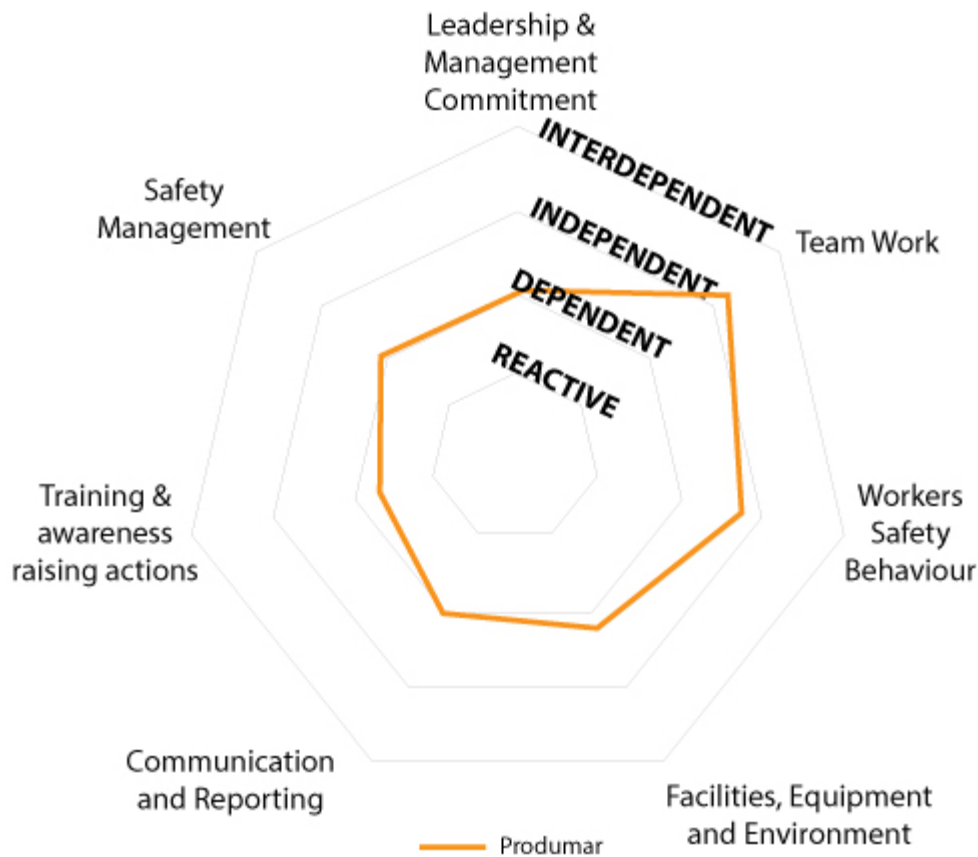 Leadership &
Management
Commitment
INTERDEPENDENT
Safety
Management
INDEPENDENT
Team Work
DEPENDENT
REACTIVE
Training &
awareness
raising actions
Workers
Safety
Behaviour
Communication
and Reporting
Facilities, Equipment
and Environment
Produmar